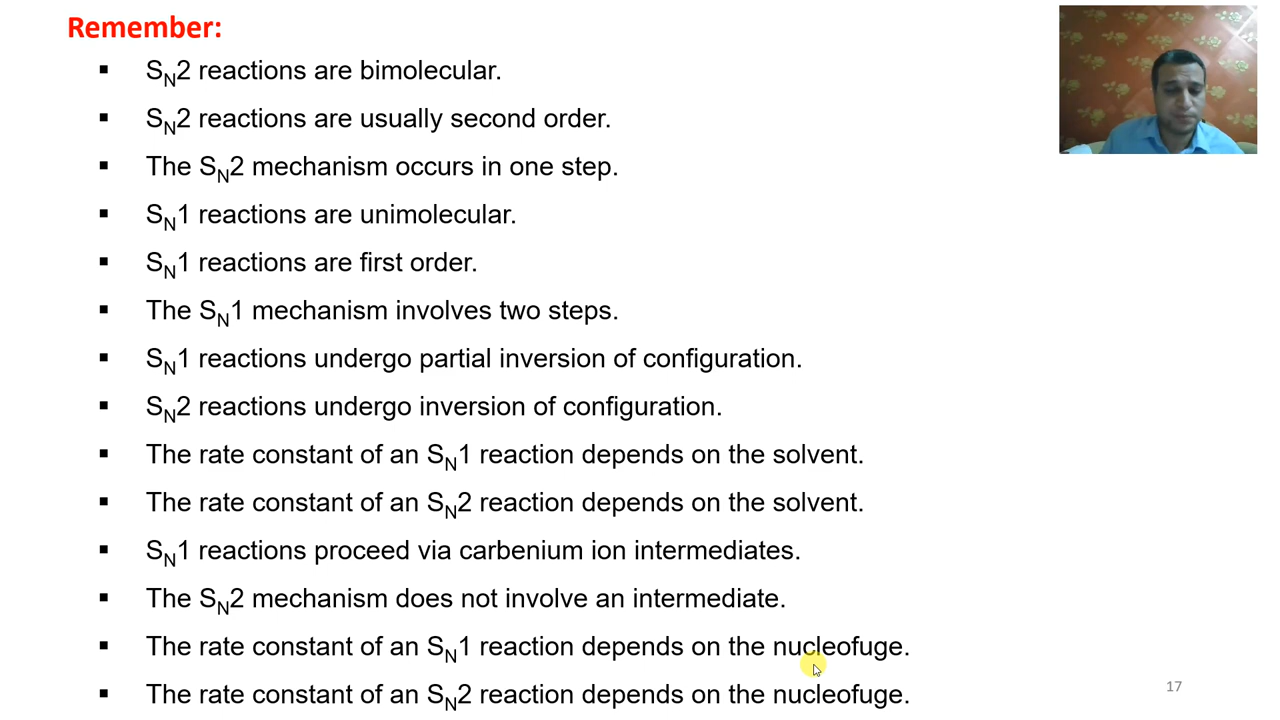 Remember:
▪ SN2 reactions are bimolecular.
▪ SN2 reactions are usually second order.
▪ The SN2 mechanism occurs in one step.
▪ SN1 reactions are unimolecular.
▪ SN1 reactions are first order.
▪ The SN1 mechanism involves two steps.
▪ SN1 reactions undergo partial inversion of configuration.
▪ SN2 reactions undergo inversion of configuration.
▪ The rate constant of an SN1 reaction depends on the solvent.
▪ The rate constant of an SN2 reaction depends on the solvent.
▪ SN1 reactions proceed via carbenium ion intermediates.
▪ The SN2 mechanism does not involve an intermediate.
▪ The rate constant of an SN1 reaction depends on the nucleofuge.
▪ The rate constant of an SN2 reaction depends on the nucleofuge.
17